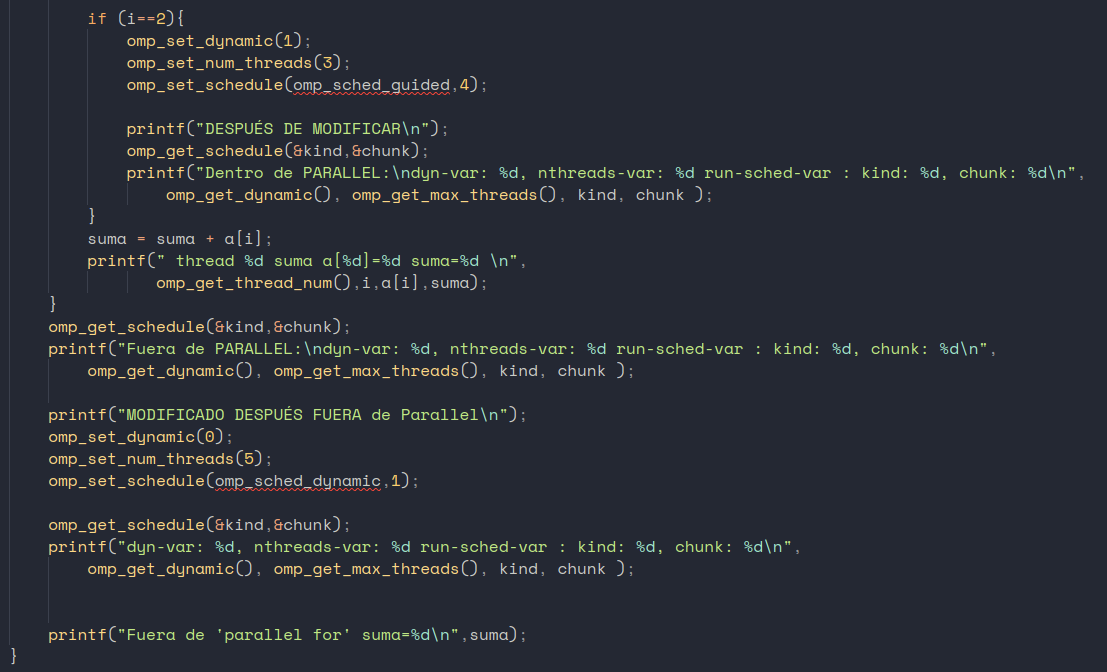 if (i==2){
omp_set_dynamic(1);
omp_set_num_threads(3);
omp_set_schedule(omp_sched_guided,4);
printf("DESPUÉS DE MODIFICAR\n");
omp_get_schedule(&kind,&chunk);
printf("Dentro de PARALLEL:\ndyn-var: %d, nthreads-var: %d run-sched-var : kind: %d, chunk: %d\n",
omp_get_dynamic(), omp_get_max_threads(), kind, chunk );
}
suma = suma + a[i];
printf(" thread %d suma a[%d]=%d suma=%d \n",
omp_get_thread_num(),i,a[i],suma);
}
omp_get_schedule(&kind,&chunk);
printf("Fuera de PARALLEL:\ndyn-var: %d, nthreads-var: %d run-sched-var : kind: %d, chunk: %d\n",
omp_get_dynamic(), omp_get_max_threads(), kind, chunk );
printf("MODIFICADO DESPUÉS FUERA de Parallel\n");
omp_set_dynamic(0);
omp_set_num_threads(5);
omp_set_schedule(omp_sched_dynamic,1);
omp_get_schedule(&kind,&chunk);
printf("dyn-var: %d, nthreads-var: %d run-sched-var : kind: %d, chunk: %d\n",
omp_get_dynamic(), omp_get_max_threads(), kind, chunk );
printf("Fuera de 'parallel for' suma=%d\n",suma);
}